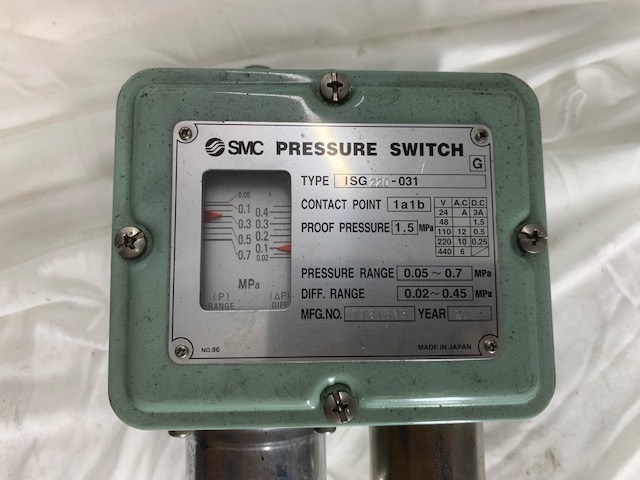 SMC PRESSURE SWITCH
G
TYPE ISG220-031
CONTACT POINT 1a1b
PROOF PRESSURE 1.5 MPa
V A.C D.C
24 A 3A
48 1.5
110 12 0.5
220 10 0.25
440 6
0.05
0.1 0.4
0.3 0.3
0.5 0.2
0.7 0.1
0.02
MPa
(P) (ΔP)
RANGE DIFF.
PRESSURE RANGE 0.05~0.7 MPa
DIFF. RANGE 0.02~0.45 MPa
MFG.NO. YEAR
NO.86 MADE IN JAPAN